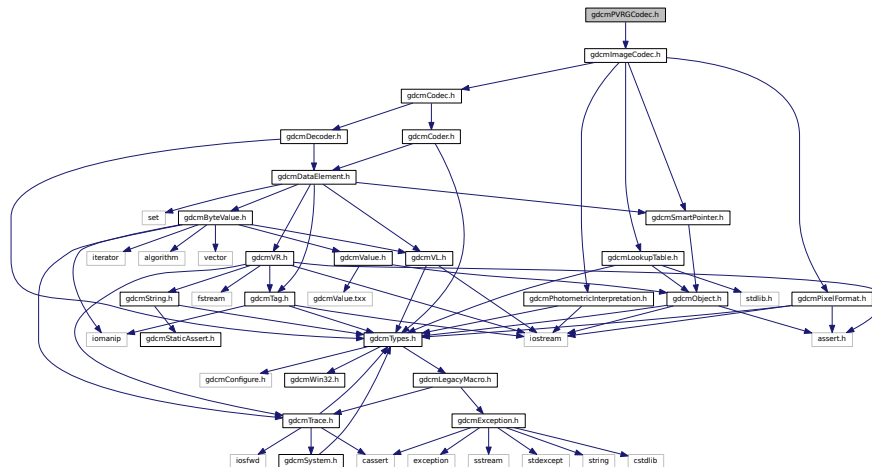 gdcmPVRGCodec.h
gdcmImageCodec.h
gdcmCodec.h
gdcmDecoder.h
gdcmCoder.h
gdcmDataElement.h
set
gdcmByteValue.h
gdcmSmartPointer.h
iterator
algorithm
vector
gdcmVR.h
gdcmValue.h
gdcmVL.h
gdcmLookupTable.h
gdcmString.h
fstream
gdcmTag.h
gdcmValue.txx
gdcmPhotometricInterpretation.h
gdcmObject.h
stdlib.h
gdcmPixelFormat.h
iomanip
gdcmStaticAssert.h
gdcmTypes.h
iostream
assert.h
gdcmConfigure.h
gdcmWin32.h
gdcmLegacyMacro.h
gdcmTrace.h
gdcmException.h
iosfwd
gdcmSystem.h
cassert
exception
sstream
stdexcept
string
cstdlib